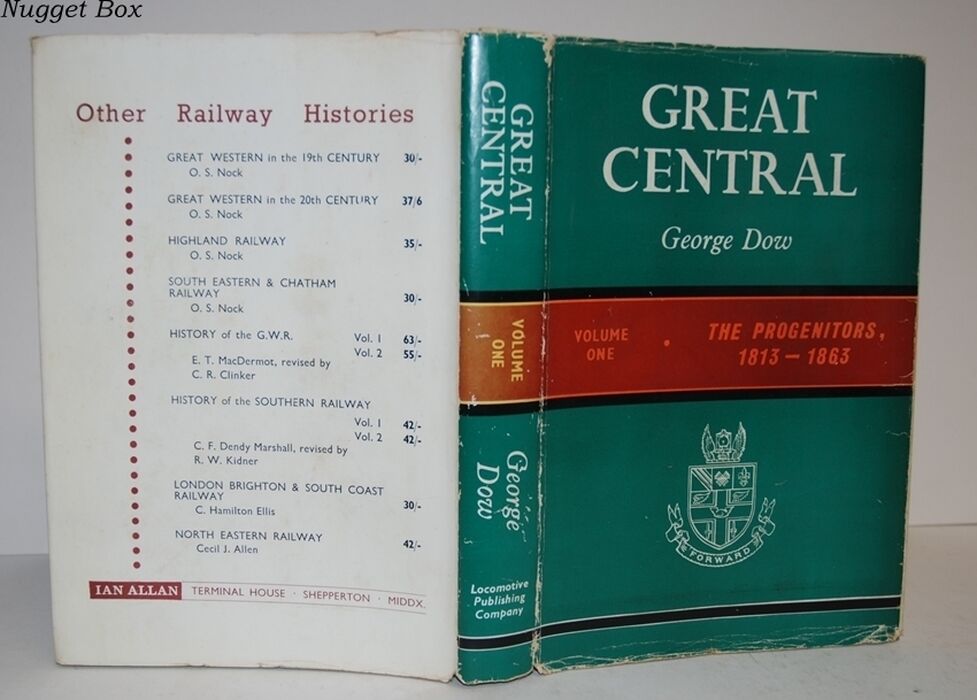 Nugget Box
Other Railway Histories
GREAT WESTERN in the 19th CENTURY 30/-
O. S. Nock
GREAT WESTERN in the 20th CENTURY 37/6
O. S. Nock
HIGHLAND RAILWAY 35/-
O. S. Nock
SOUTH EASTERN & CHATHAM
RAILWAY 30/-
O. S. Nock
HISTORY of the G.W.R. Vol. 1 63/-
Vol. 2 55/-
E. T. MacDermot, revised by
C. R. Clinker
HISTORY of the SOUTHERN RAILWAY
Vol. 1 42/-
Vol. 2 42/-
C. F. Dendy Marshall, revised by
R. W. Kidner
LONDON BRIGHTON & SOUTH COAST
RAILWAY 30/-
C. Hamilton Ellis
NORTH EASTERN RAILWAY
Cecil J. Allen 42/-
IAN ALLAN TERMINAL HOUSE · SHEPPERTON · MIDDX.
GREAT
CENTRAL
VOLUME
ONE
George
Dow
Locomotive
Publishing
Company
GREAT
CENTRAL
George Dow
VOLUME
ONE
• THE PROGENITORS,
1813 — 1863
FORWARD